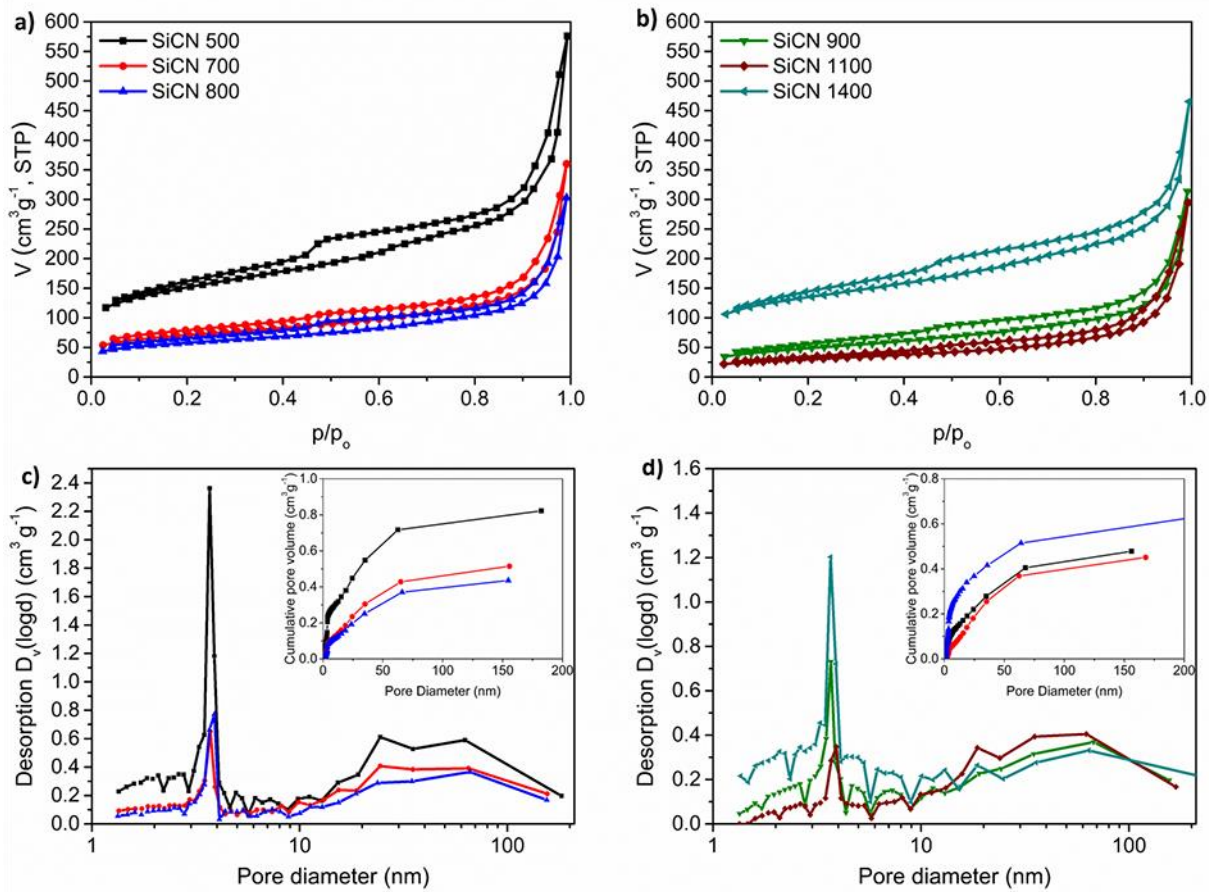 a)
SiCN 500
SiCN 700
SiCN 800
V (cm³g⁻¹, STP)
600
550
500
450
400
350
300
250
200
150
100
50
0
0.0 0.2 0.4 0.6 0.8 1.0
p/pₒ
b)
SiCN 900
SiCN 1100
SiCN 1400
V (cm³g⁻¹, STP)
600
550
500
450
400
350
300
250
200
150
100
50
0
0.0 0.2 0.4 0.6 0.8 1.0
p/pₒ
c)
Desorption Dᵥ(logd) (cm³ g⁻¹)
2.4
2.2
2.0
1.8
1.6
1.4
1.2
1.0
0.8
0.6
0.4
0.2
0.0
1 10 100
Pore diameter (nm)
Cumulative pore volume (cm³g⁻¹)
1.0
0.8
0.6
0.4
0.2
0.0
0 50 100 150 200
Pore Diameter (nm)
d)
Desorption Dᵥ(logd) (cm³ g⁻¹)
1.6
1.4
1.2
1.0
0.8
0.6
0.4
0.2
0.0
1 10 100
Pore diameter (nm)
Cumulative pore volume (cm³g⁻¹)
0.8
0.6
0.4
0.2
0.0
0 50 100 150 200
Pore Diameter (nm)